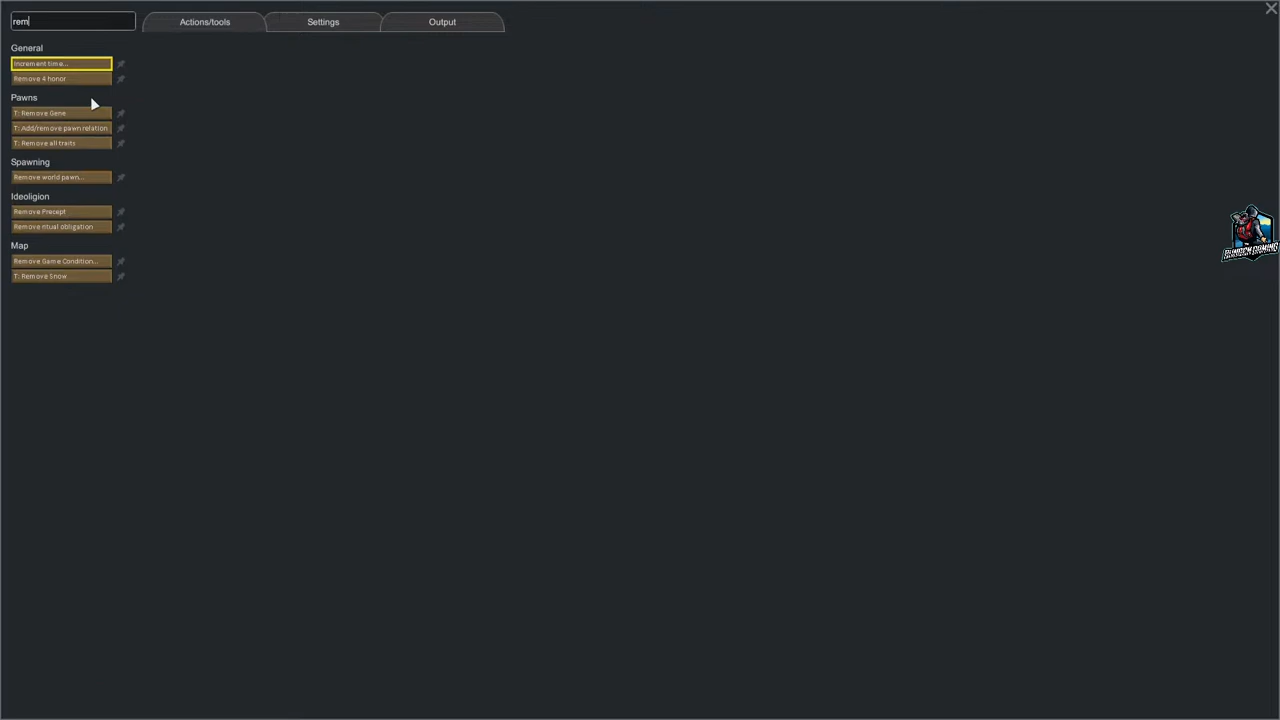 rem
Actions/tools
Settings
Output
General
Increment time...
Remove 4 honor
Pawns
T: Remove Gene
T: Add/remove pawn relation
T: Remove all traits
Spawning
Remove world pawn...
Ideoligion
Remove Precept
Remove ritual obligation
Map
Remove Game Condition...
T: Remove Snow